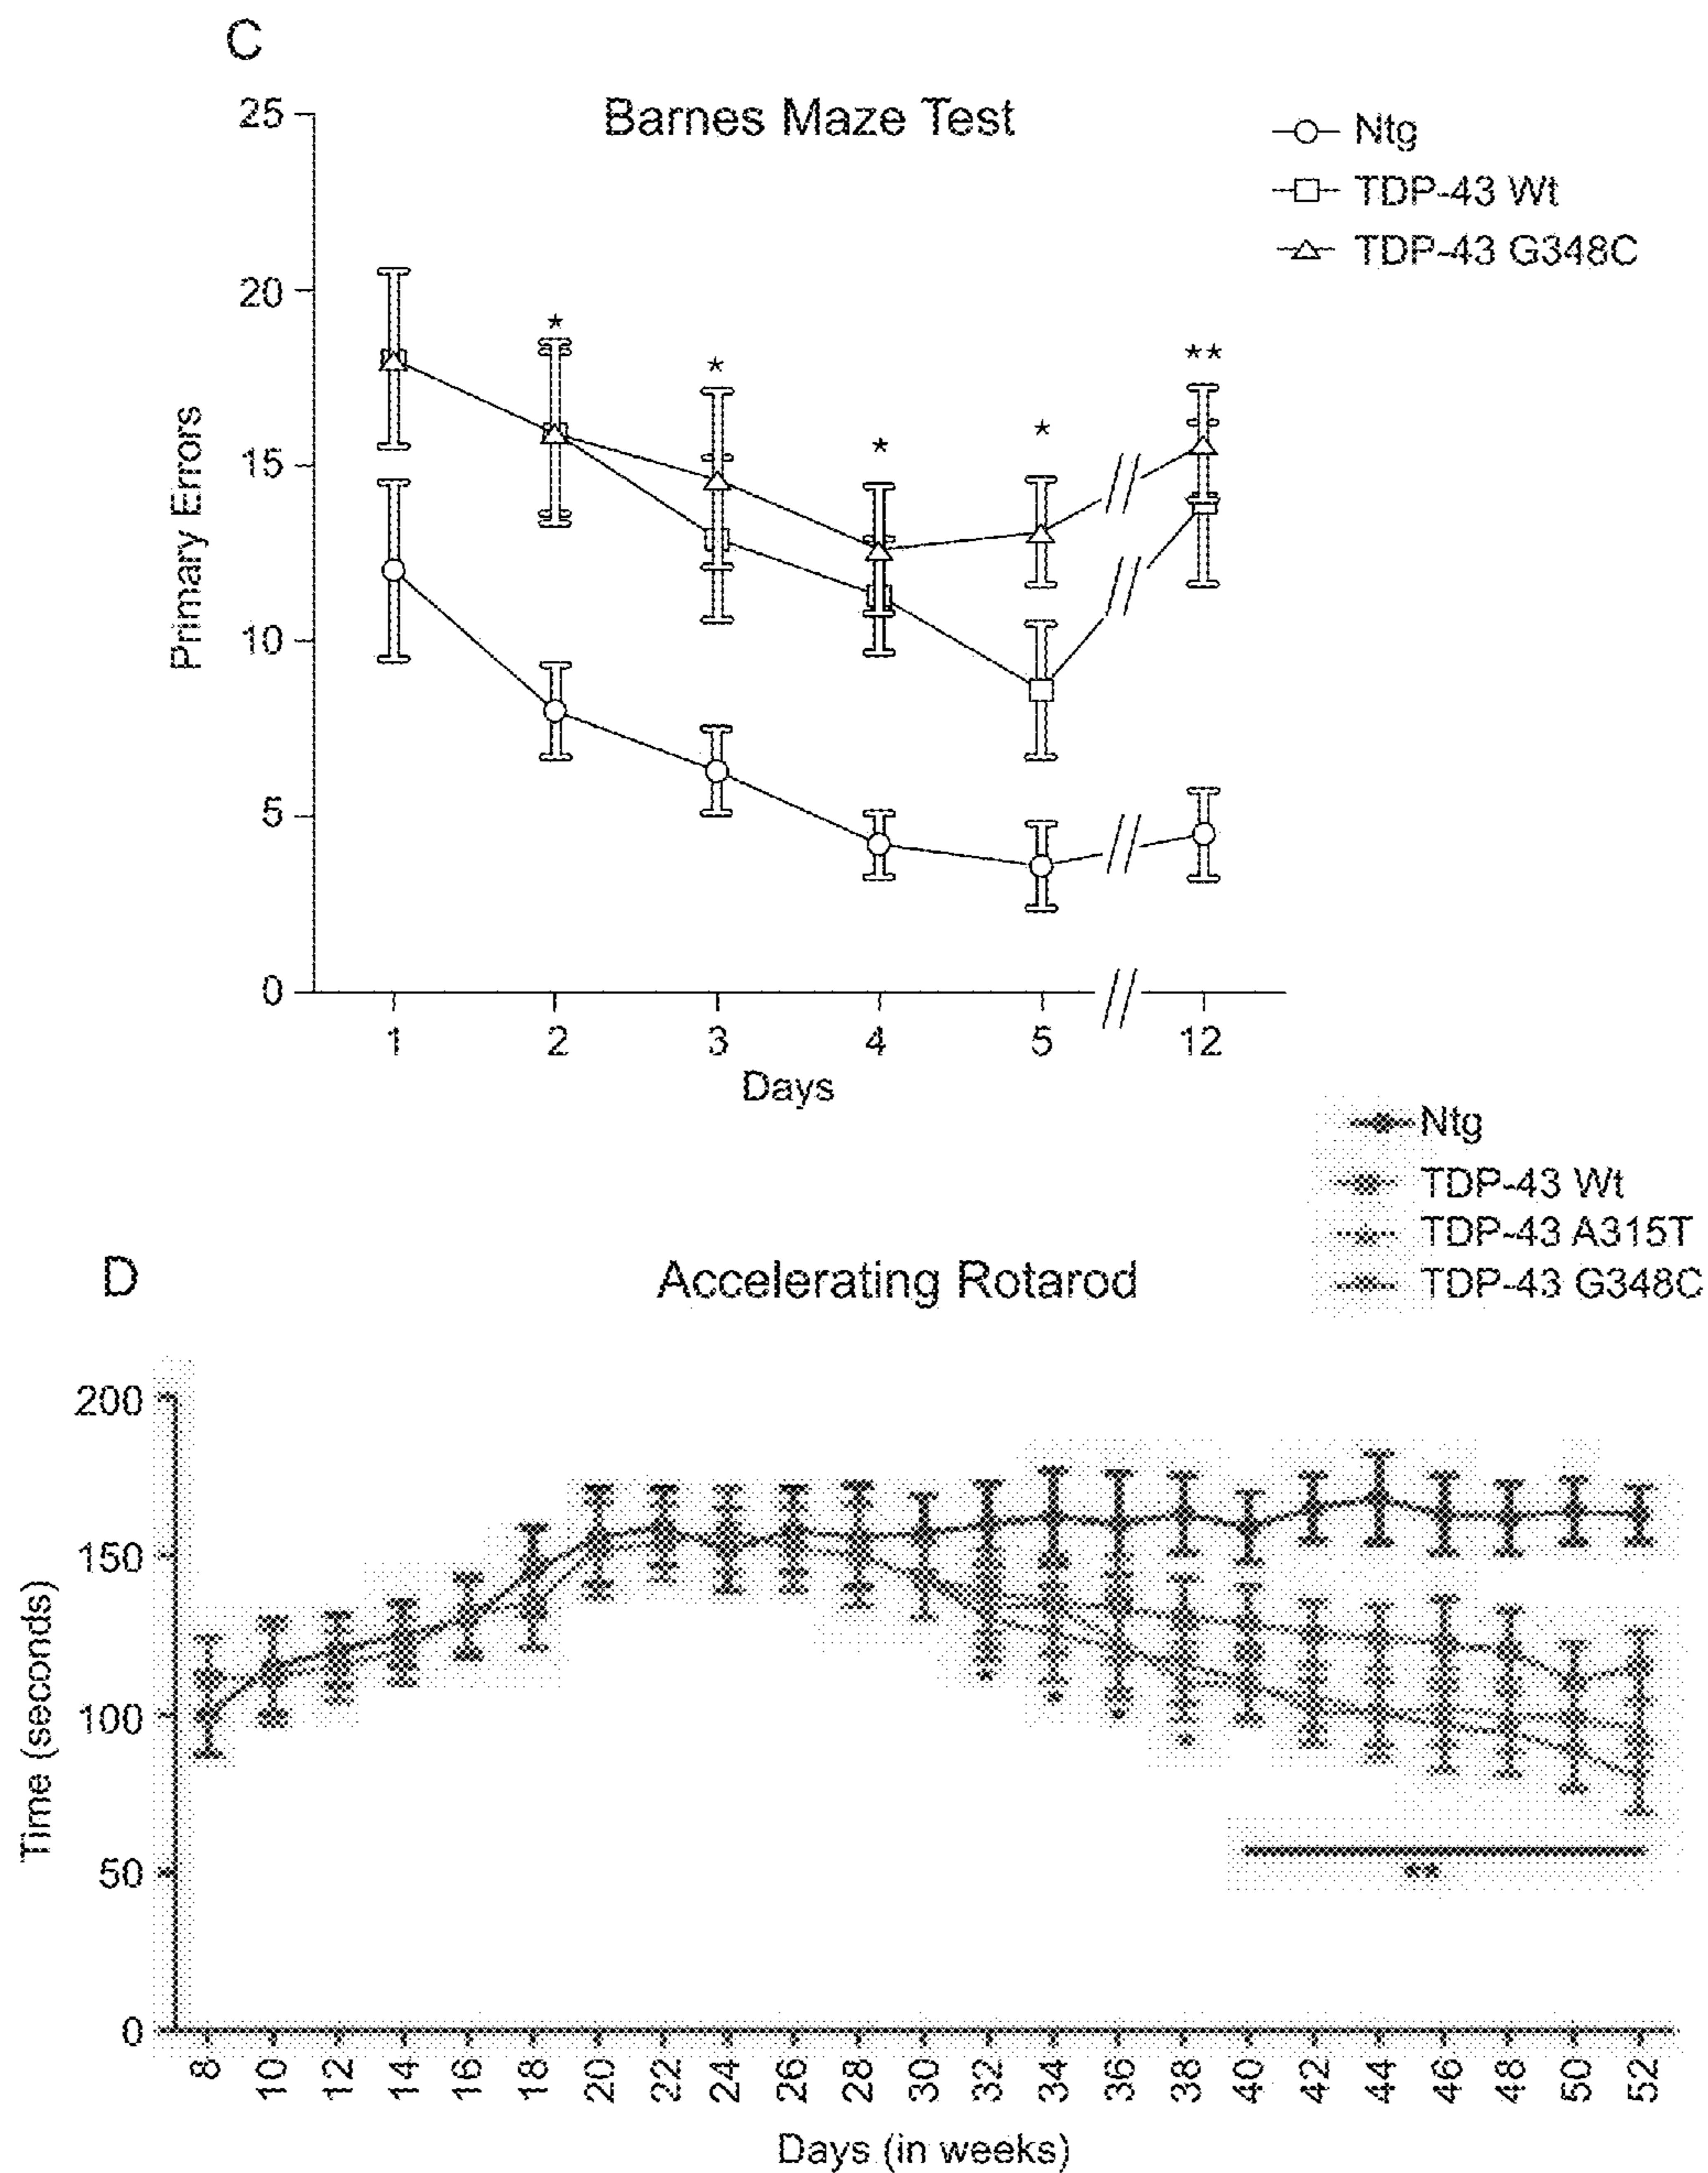 C
Barnes Maze Test
Ntg
TDP-43 Wt
TDP-43 G348C
Primary Errors
25
20
15
10
5
0
*
*
*
*
**
//
//
//
//
1 2 3 4 5 12
Days
Ntg
TDP-43 Wt
TDP-43 A315T
TDP-43 G348C
D
Accelerating Rotarod
Time (seconds)
200
150
100
50
0
*
*
*
*
**
8 10 12 14 16 18 20 22 24 26 28 30 32 34 36 38 40 42 44 46 48 50 52
Days (in weeks)